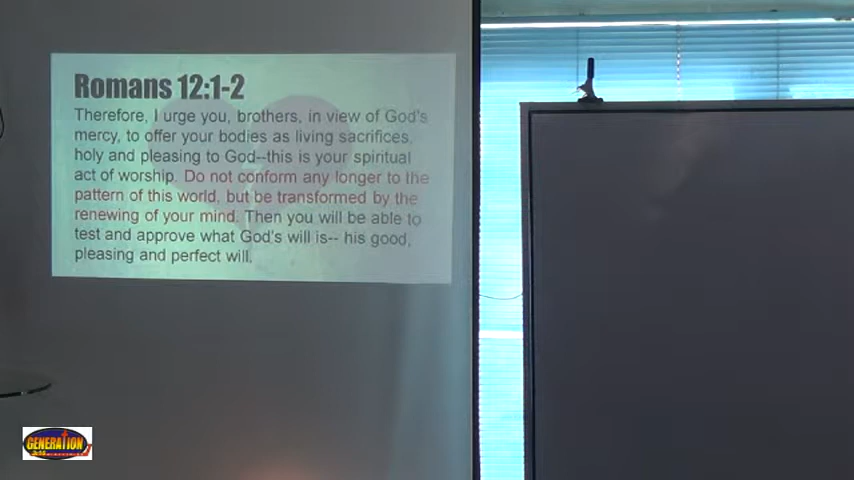 Romans 12:1-2
Therefore, I urge you, brothers, in view of God's
mercy, to offer your bodies as living sacrifices,
holy and pleasing to God--this is your spiritual
act of worship. Do not conform any longer to the
pattern of this world, but be transformed by the
renewing of your mind. Then you will be able to
test and approve what God's will is-- his good,
pleasing and perfect will.
GENERATION